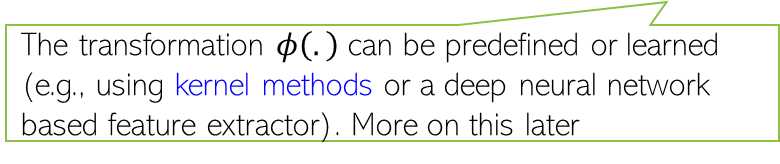 The transformation 𝝓(.) can be predefined or learned
(e.g., using kernel methods or a deep neural network
based feature extractor). More on this later